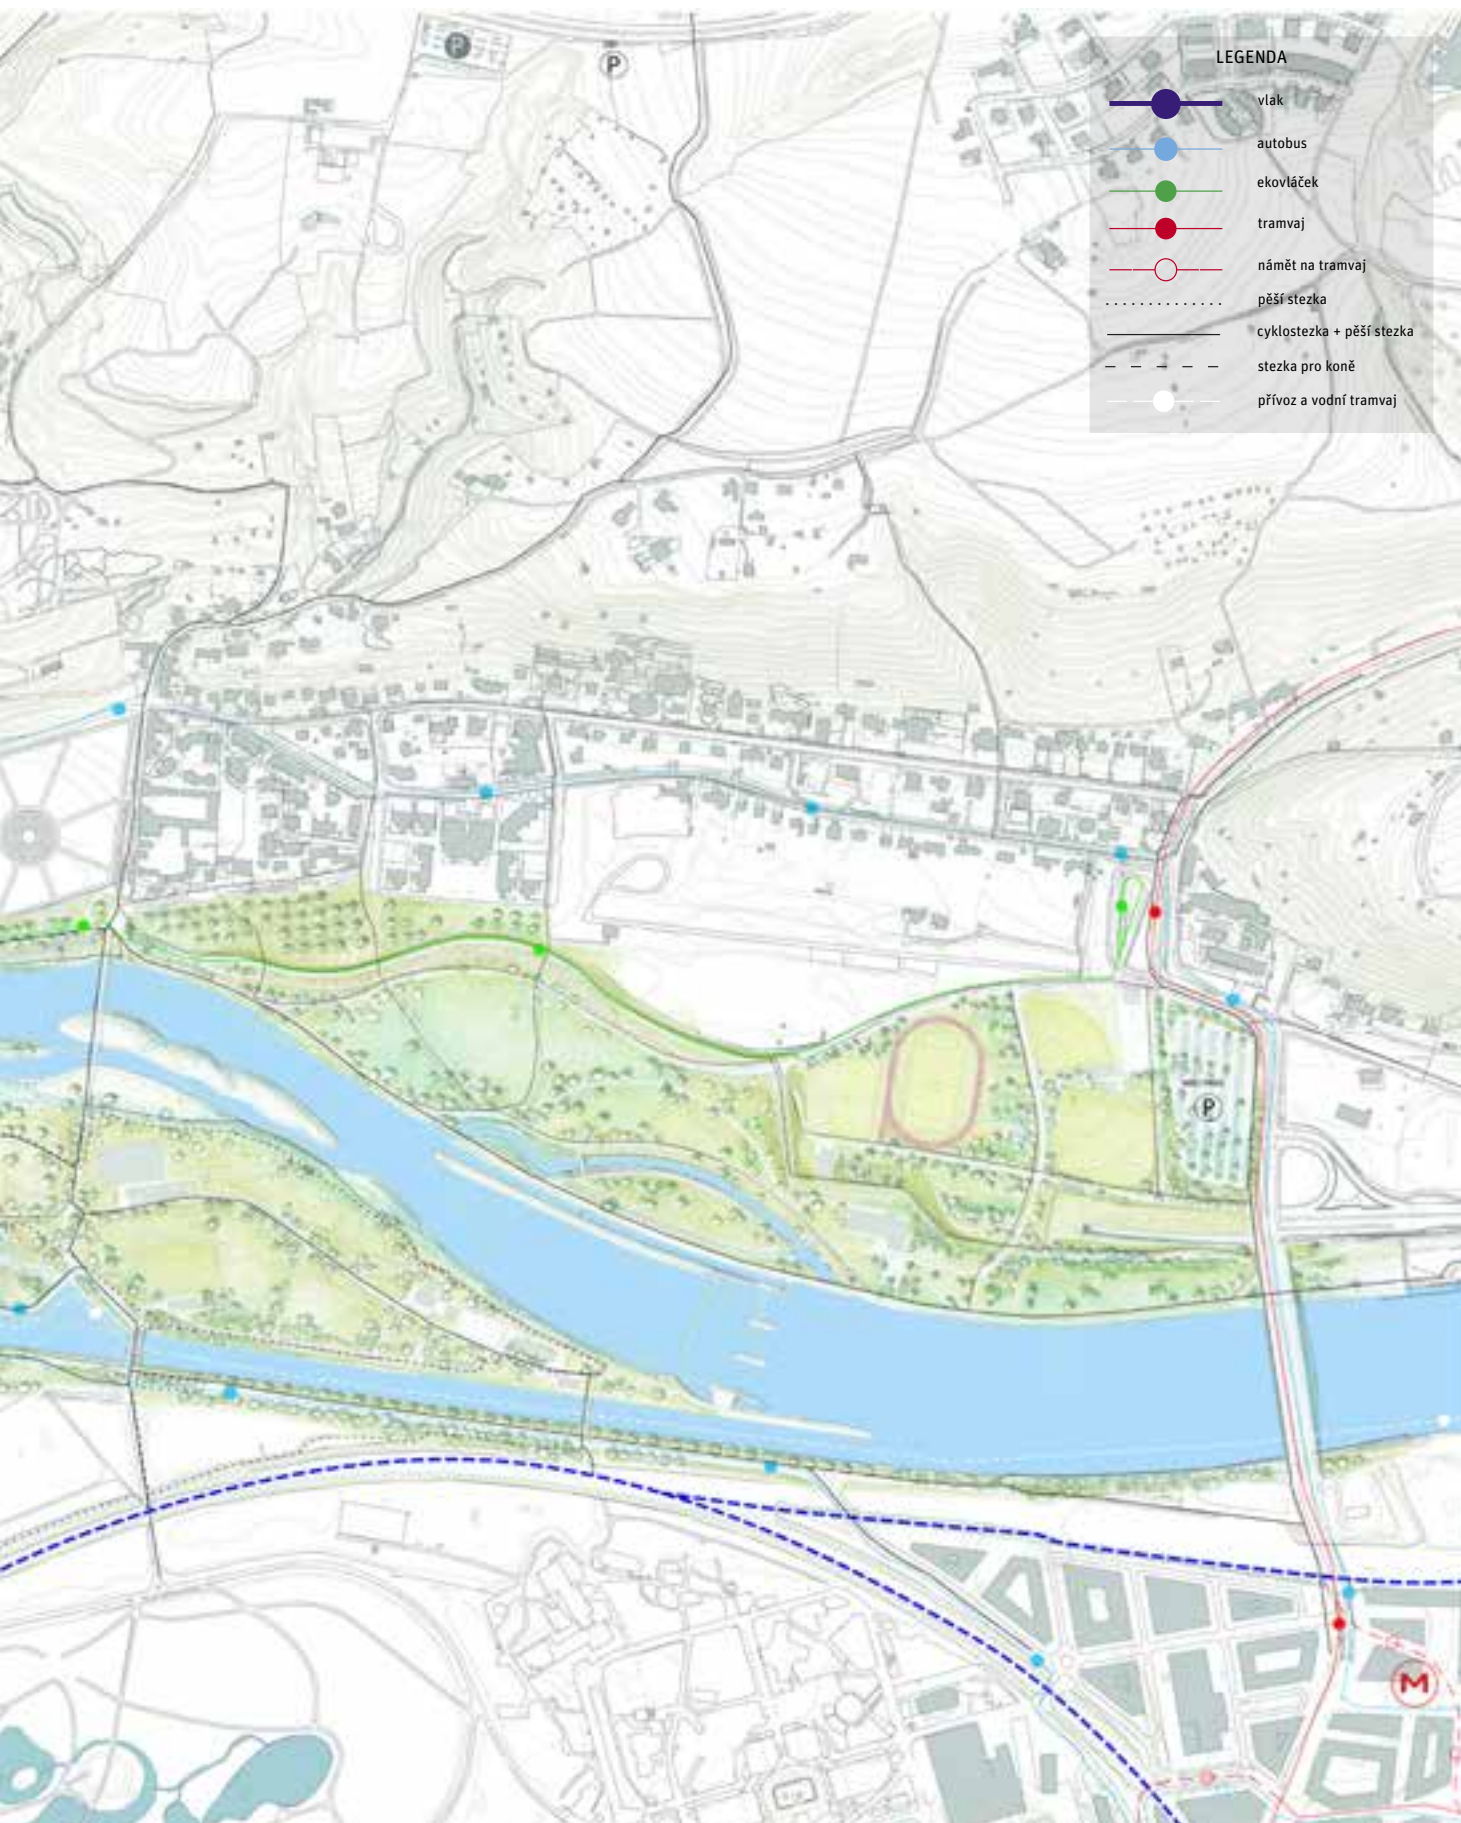 P
P
LEGENDA
vlak
autobus
ekovláček
tramvaj
námět na tramvaj
pěší stezka
cyklostezka + pěší stezka
stezka pro koně
přívoz a vodní tramvaj
P
M